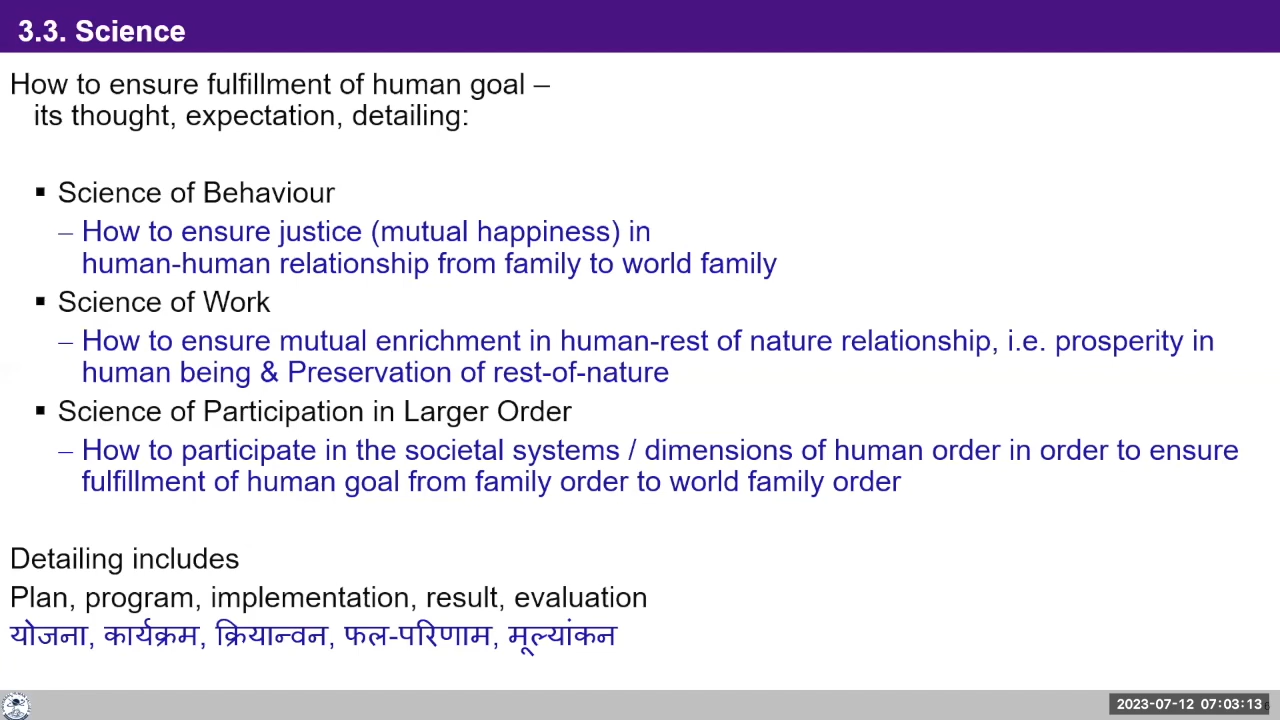 3.3. Science
How to ensure fulfillment of human goal –
its thought, expectation, detailing:
▪ Science of Behaviour
– How to ensure justice (mutual happiness) in
human-human relationship from family to world family
▪ Science of Work
– How to ensure mutual enrichment in human-rest of nature relationship, i.e. prosperity in
human being & Preservation of rest-of-nature
▪ Science of Participation in Larger Order
– How to participate in the societal systems / dimensions of human order in order to ensure
fulfillment of human goal from family order to world family order
Detailing includes
Plan, program, implementation, result, evaluation
योजना, कार्यक्रम, क्रियान्वन, फल-परिणाम, मूल्यांकन
2023-07-12 07:03:13